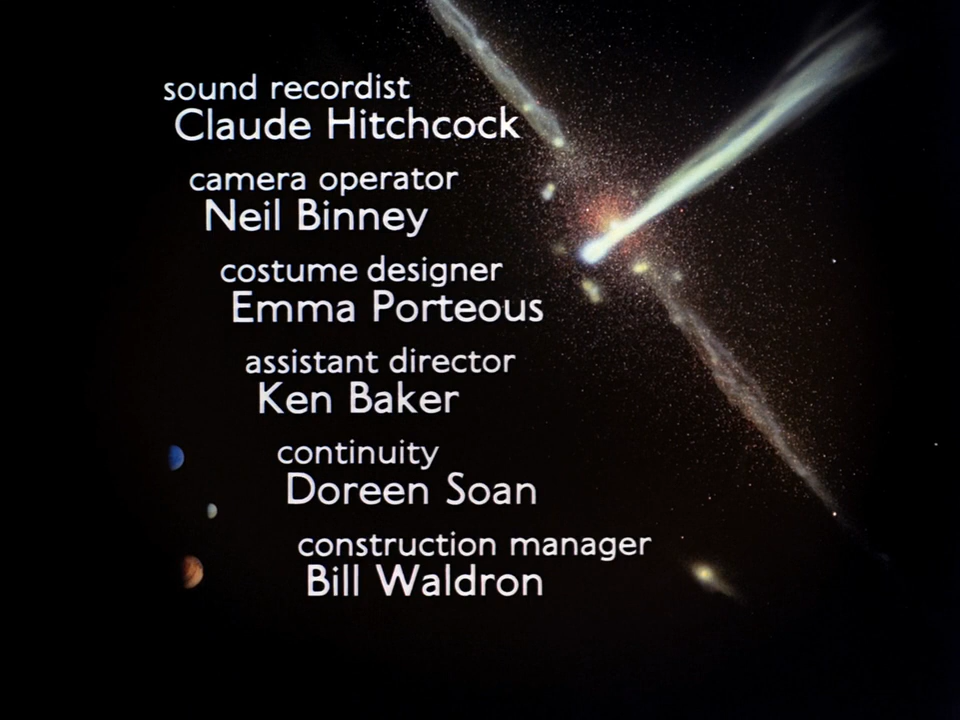 sound recordist
Claude Hitchcock
camera operator
Neil Binney
costume designer
Emma Porteous
assistant director
Ken Baker
continuity
Doreen Soan
construction manager
Bill Waldron